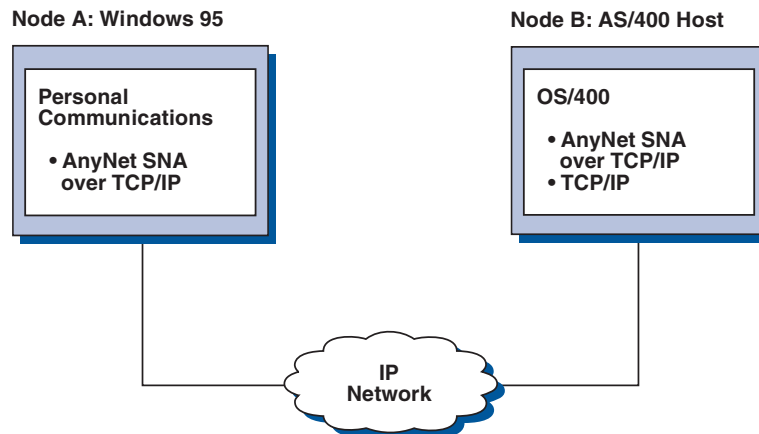 Node A: Windows 95
Personal
Communications
• AnyNet SNA
over TCP/IP
Node B: AS/400 Host
OS/400
• AnyNet SNA
over TCP/IP
• TCP/IP
IP
Network